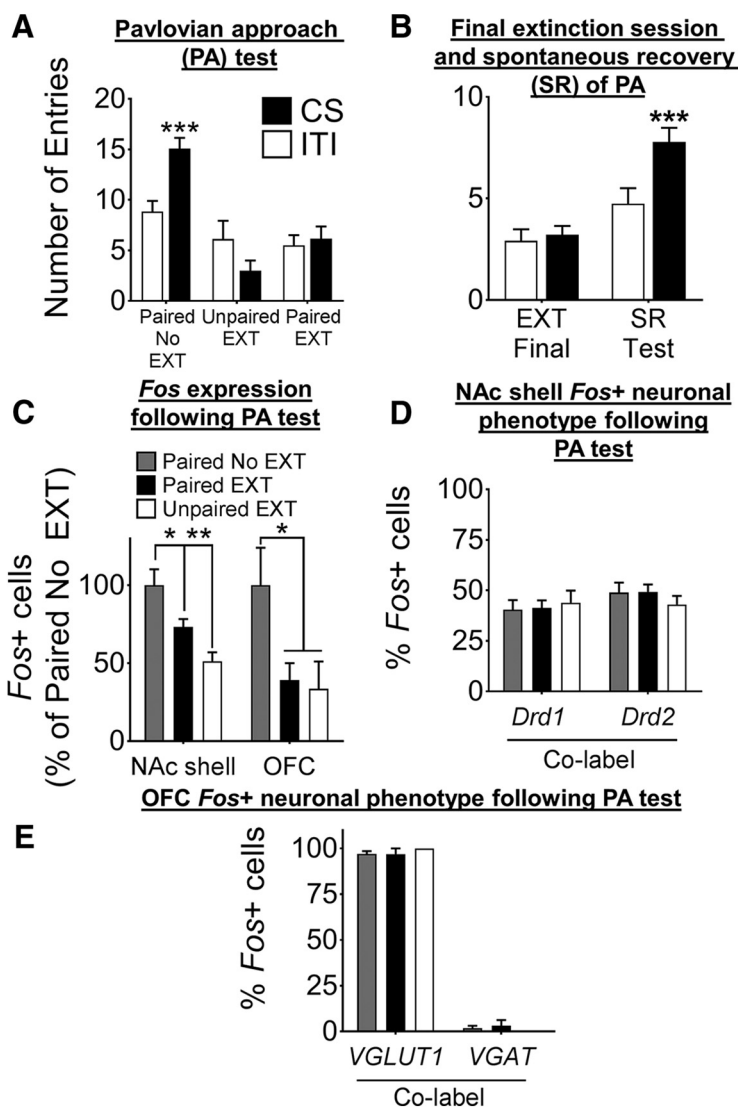 A
Pavlovian approach
(PA) test
Number of Entries
20
15
10
5
0
***
CS
ITI
Paired
No
EXT
Unpaired
EXT
Paired
EXT
B
Final extinction session
and spontaneous recovery
(SR) of PA
10
5
0
***
EXT
Final
SR
Test
C
Fos expression
following PA test
Paired No EXT
Paired EXT
Unpaired EXT
Fos+ cells
(% of Paired No EXT)
100
50
0
* **
*
NAc shell
OFC
D
NAc shell Fos+ neuronal
phenotype following
PA test
% Fos+ cells
100
75
50
25
0
Drd1
Drd2
Co-label
OFC Fos+ neuronal phenotype following PA test
E
% Fos+ cells
100
75
50
25
0
VGLUT1
VGAT
Co-label